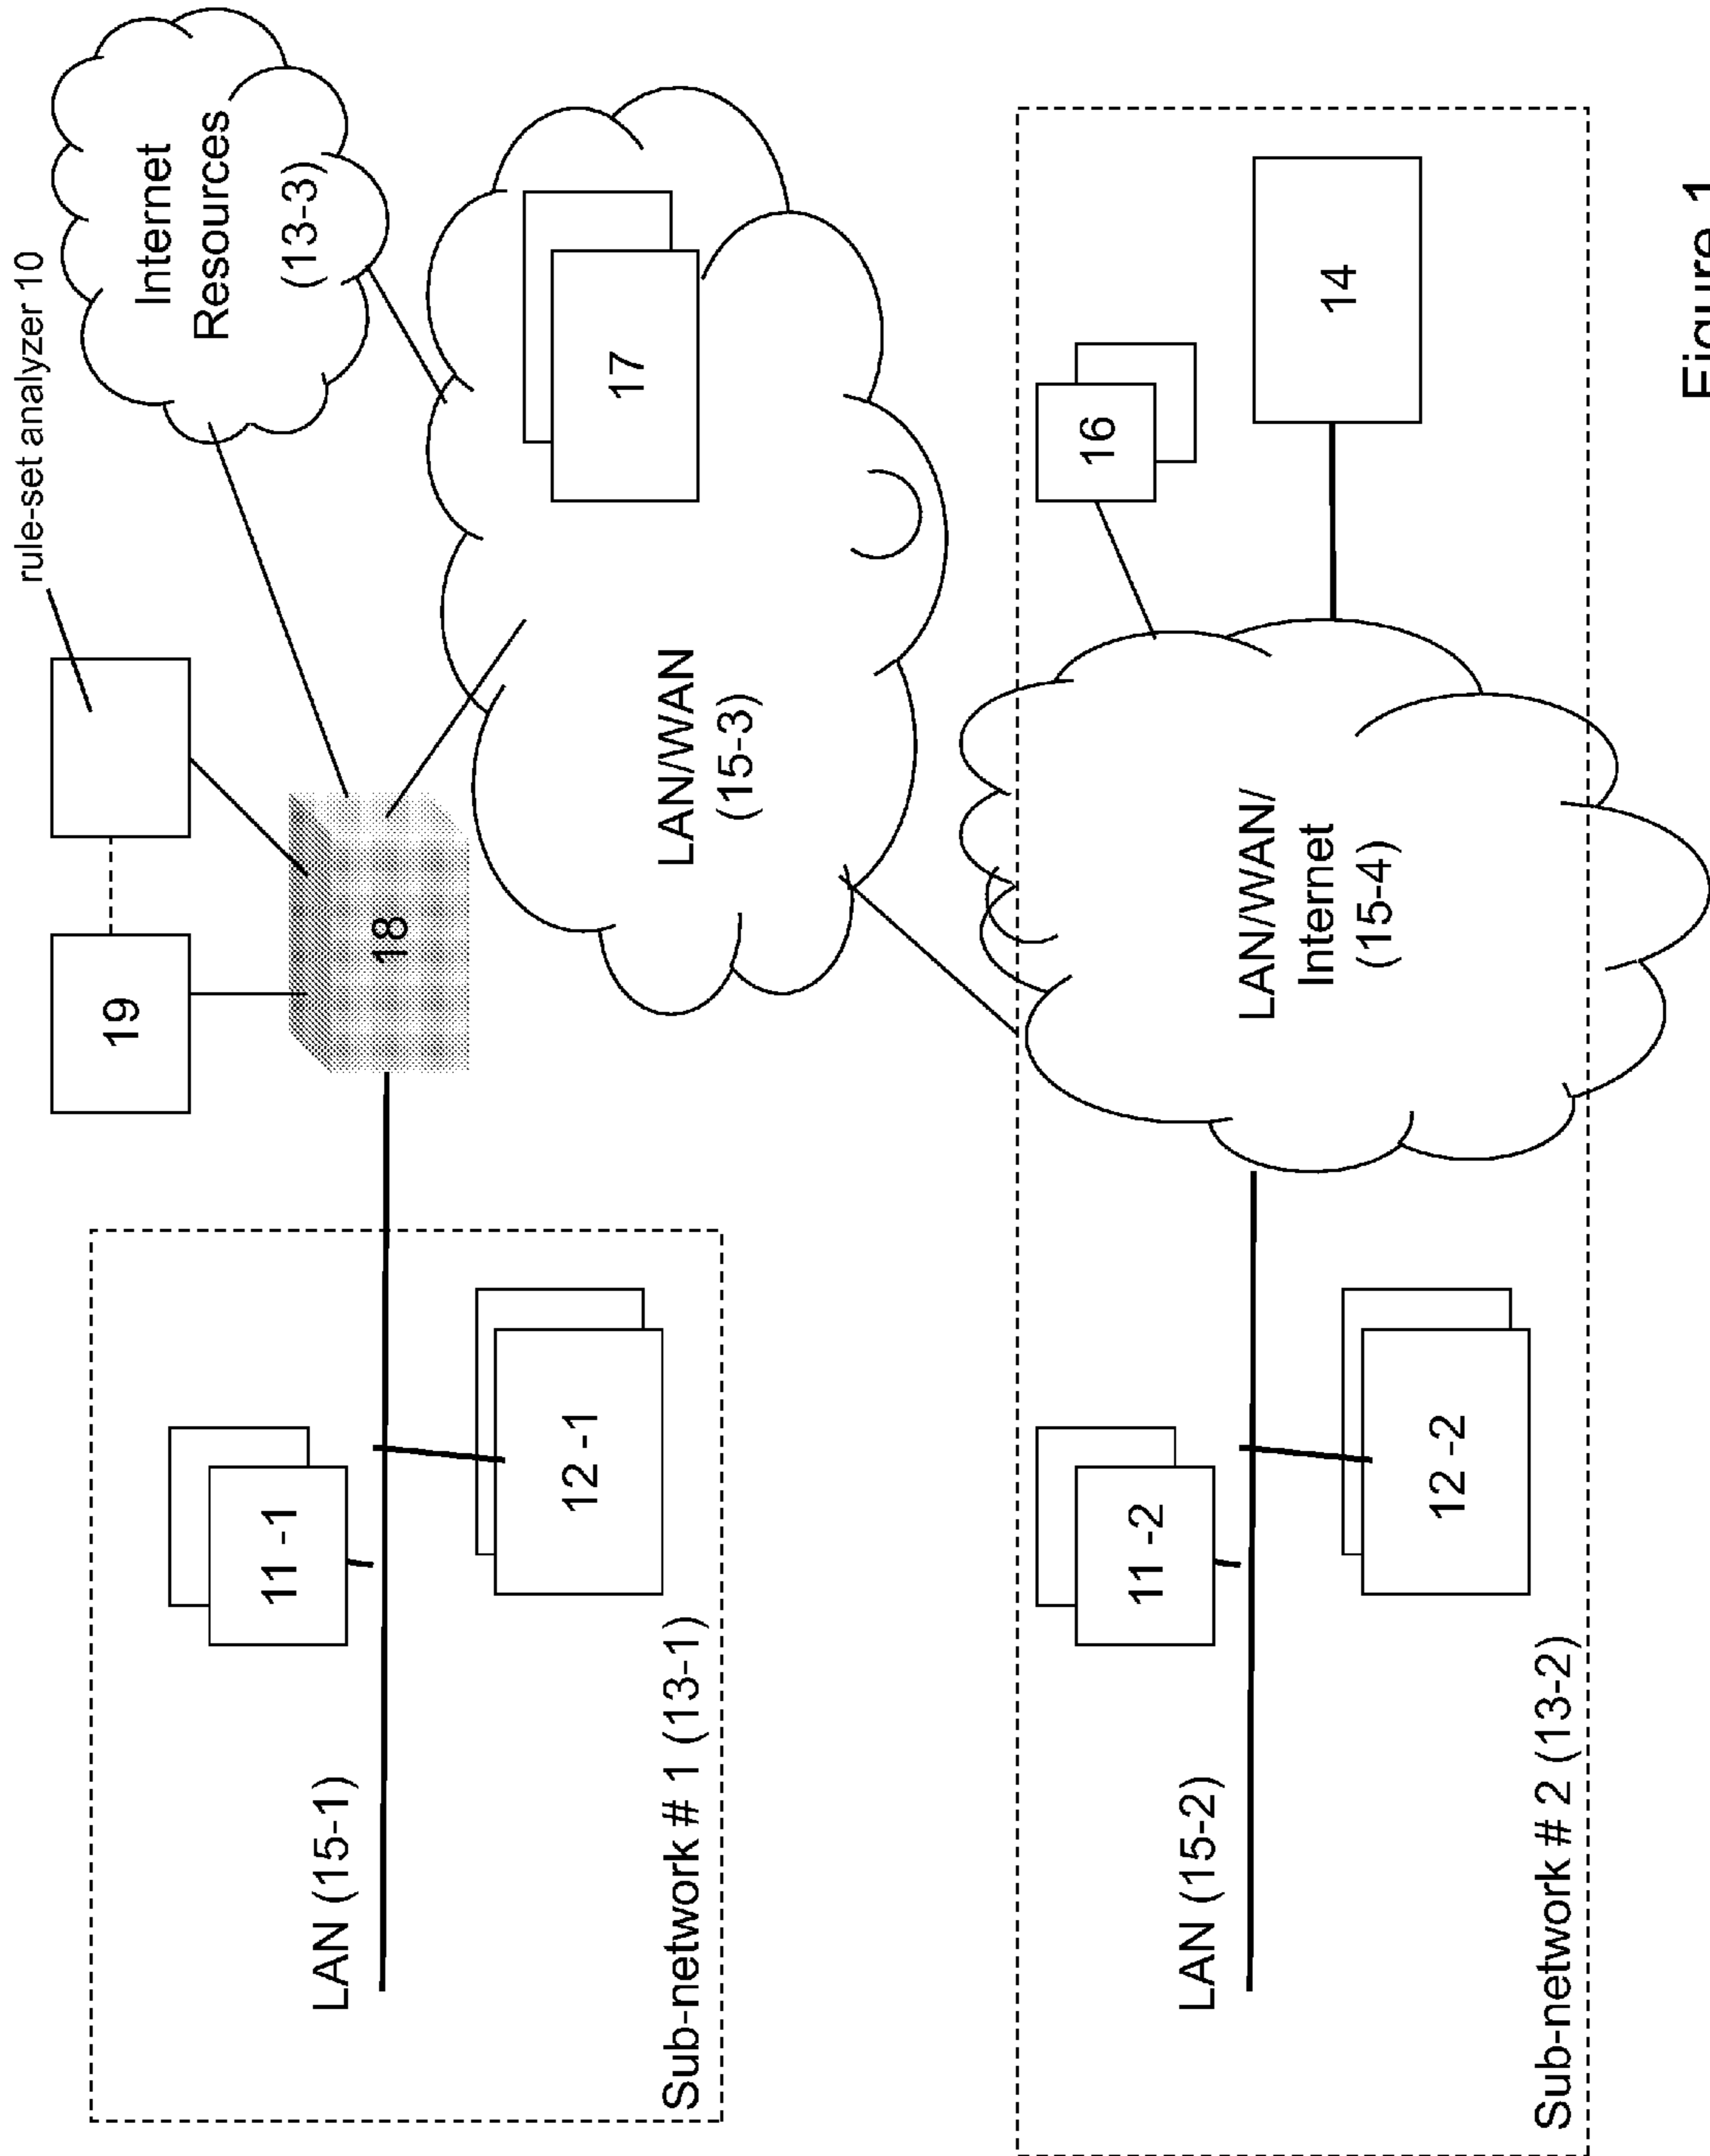 rule-set analyzer 10
19
18
Internet
Resources
(13-3)
17
LAN/WAN
(15-3)
11 -1
12 -1
LAN (15-1)
Sub-network # 1 (13-1)
16
14
LAN/WAN/
Internet
(15-4)
11 -2
12 -2
LAN (15-2)
Sub-network # 2 (13-2)
Figure 1